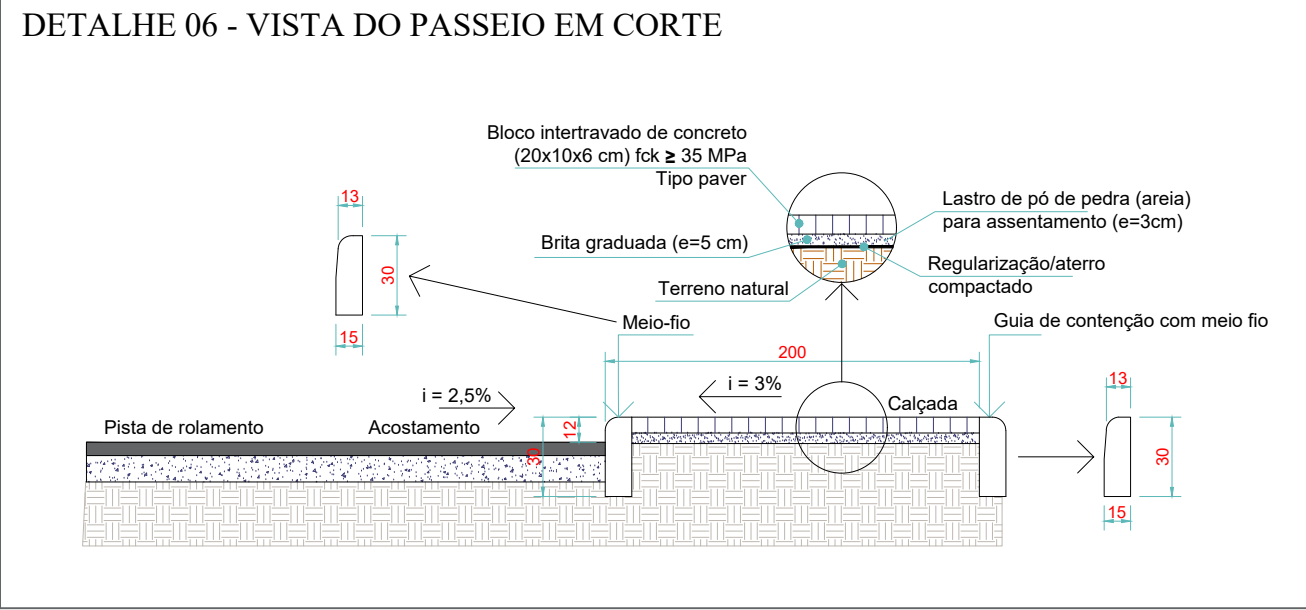 DETALHE 06 - VISTA DO PASSEIO EM CORTE
Bloco intertravado de concreto
(20x10x6 cm) fck ≥ 35 MPa
Tipo paver
Lastro de pó de pedra (areia)
para assentamento (e=3cm)
Brita graduada (e=5 cm)
Regularização/aterro
compactado
Terreno natural
13
30
15
Meio-fio
Guia de contenção com meio fio
200
i = 2,5%
i = 3%
Calçada
Pista de rolamento
Acostamento
12
30
13
30
15